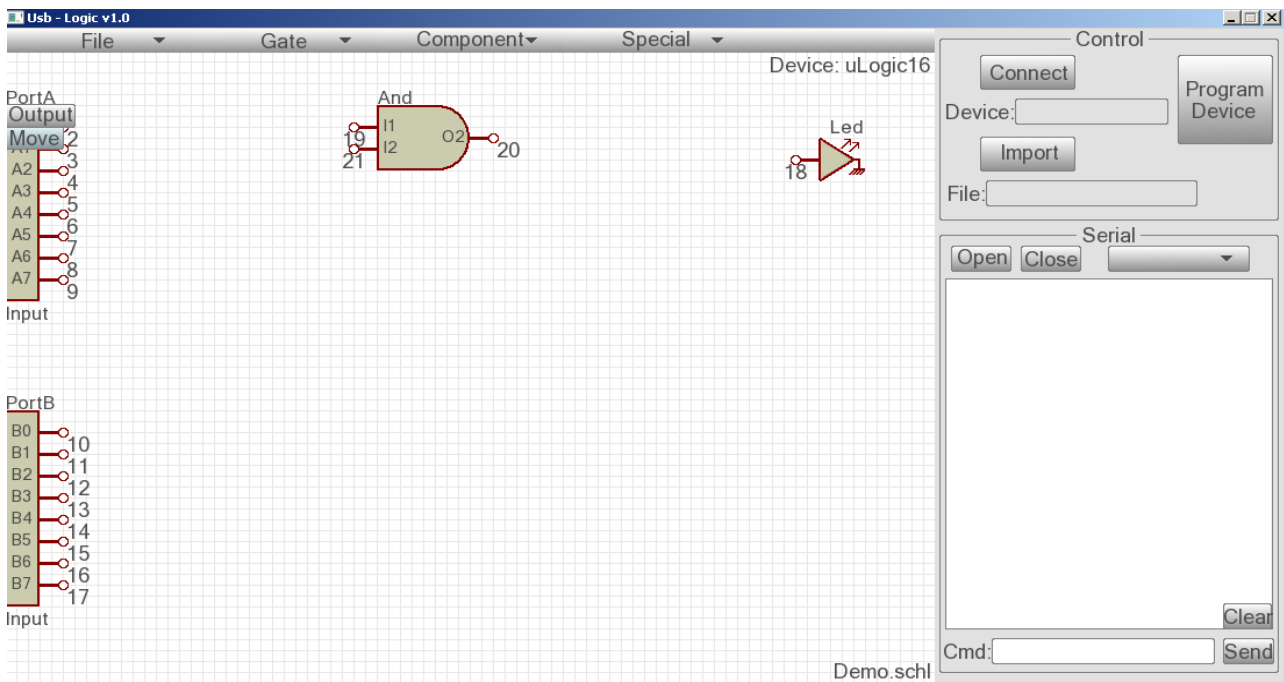 Usb - Logic v1.0
File Gate Component Special
Device: uLogic16
PortA
Output
Move
2
A2 3
A3 4
A4 5
A5 6
A6 7
A7 8
9
Input
And
I1
I2
O2
19
21
20
Led
18
PortB
B0
B1 10
B2 11
B3 12
B4 13
B5 14
B6 15
B7 16
17
Input
Demo.schl
Control
Connect
Program
Device
Device:
Import
File:
Serial
Open Close
Clear
Cmd: Send